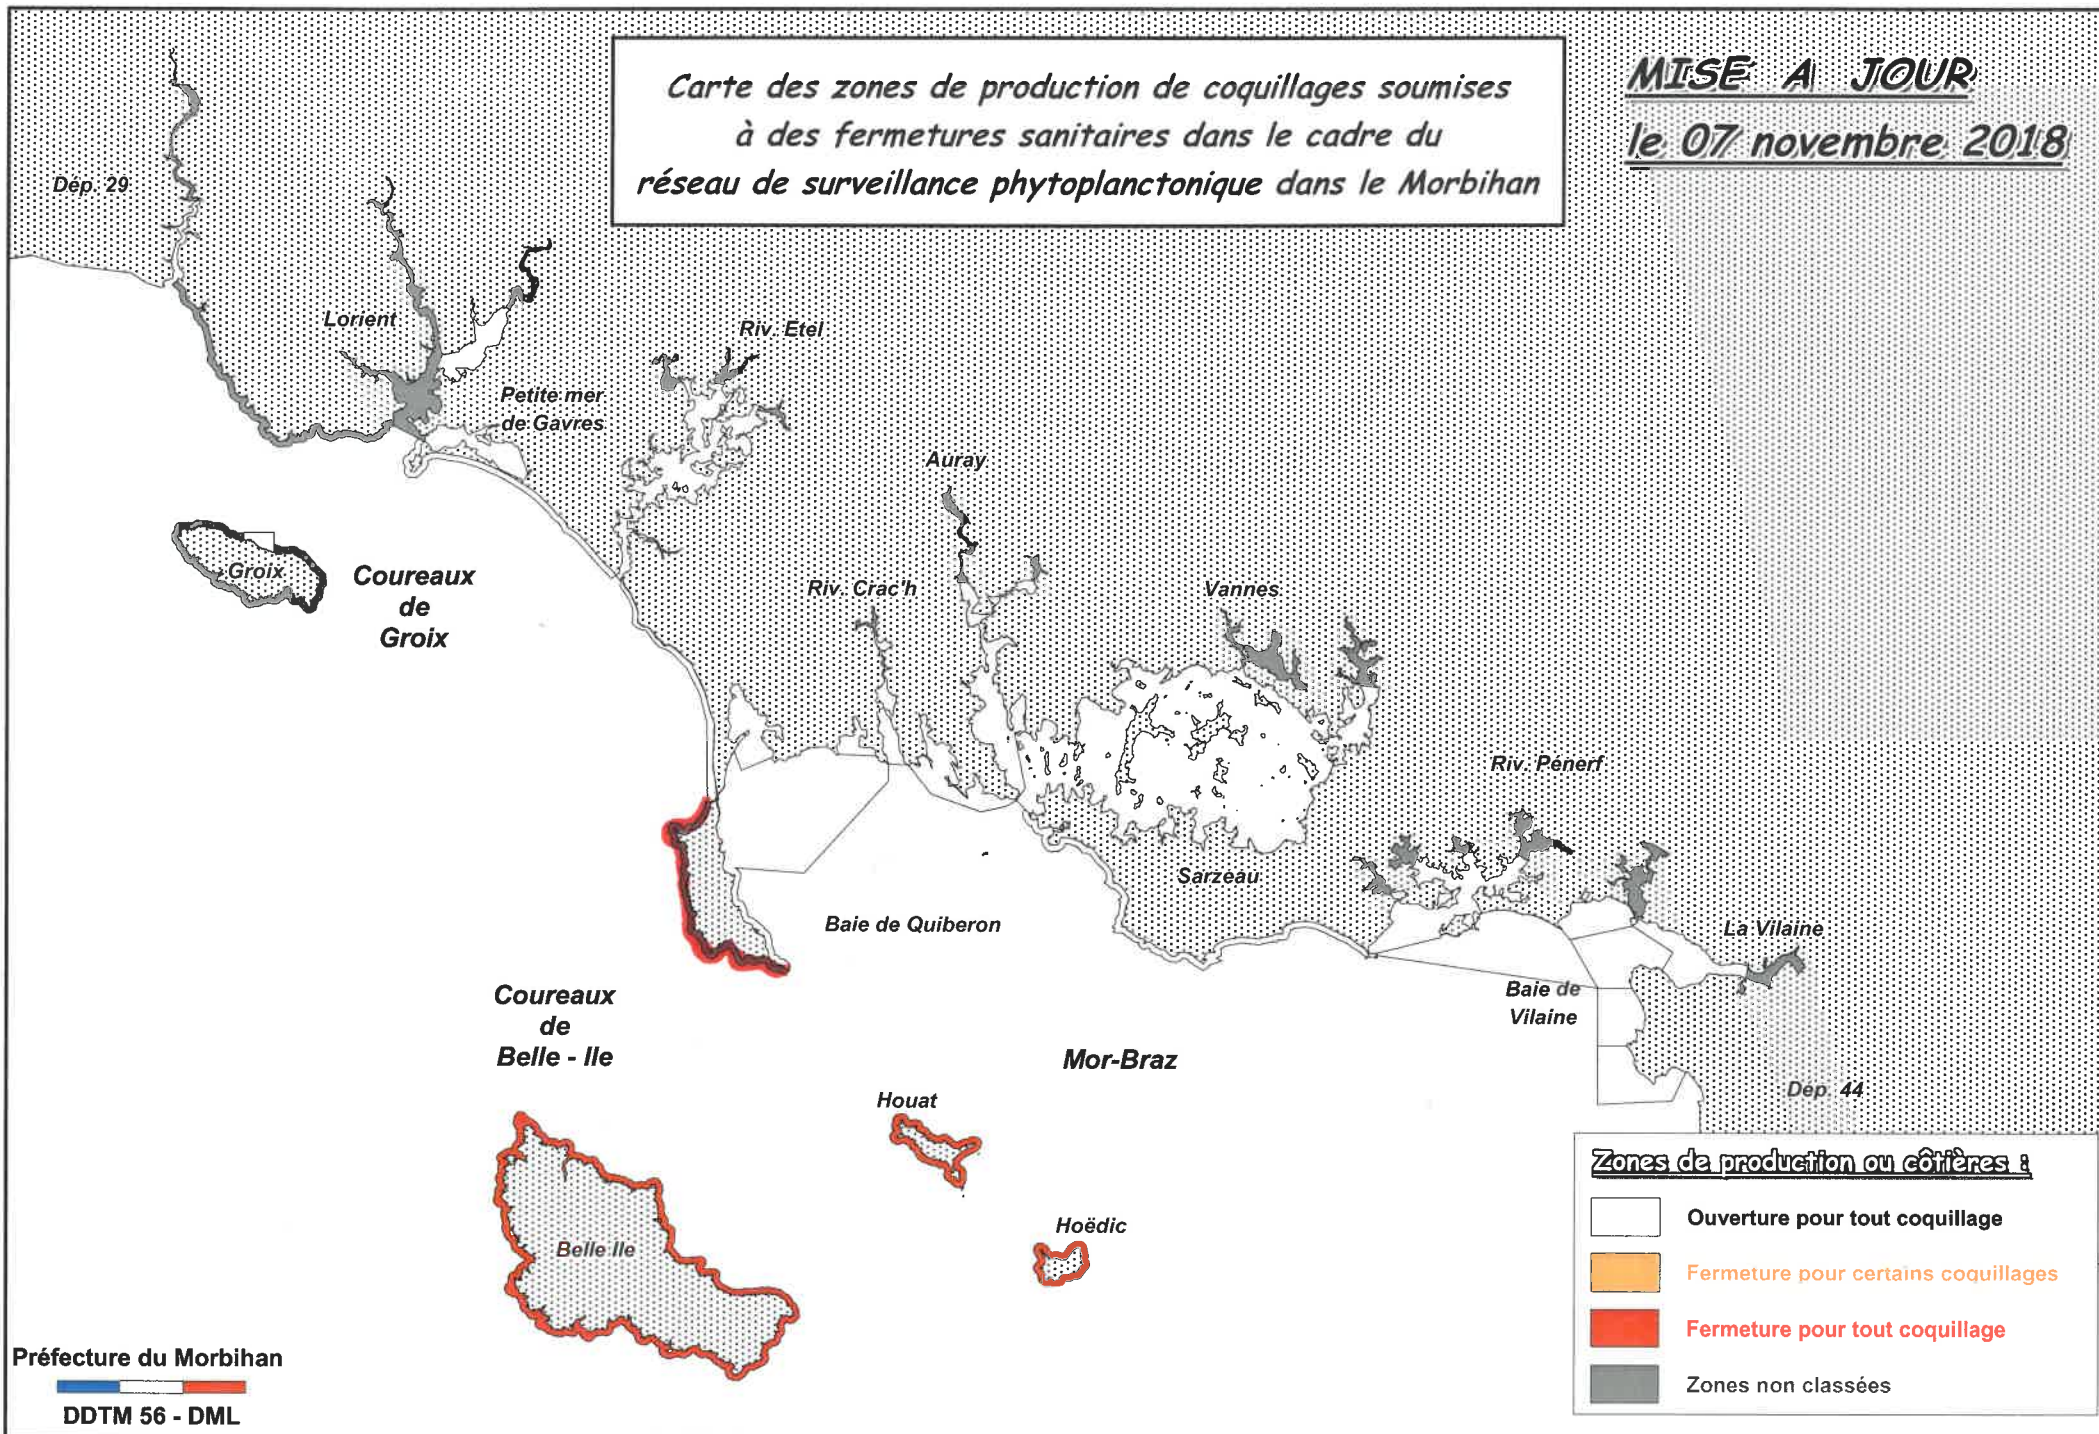 Carte des zones de production de coquillages soumises
à des fermetures sanitaires dans le cadre du
réseau de surveillance phytoplanctonique dans le Morbihan
MISE A JOUR
le 07 novembre 2018
Dép. 29
Lorient
Riv. Etel
Petite mer
de Gavres
Auray
Groix
Coureaux
de
Groix
Riv. Crac'h
Vannes
Riv. Pénerf
Sarzeau
Baie de Quiberon
La Vilaine
Baie de
Vilaine
Coureaux
de
Belle - Ile
Mor-Braz
Dép. 44
Houat
Hoëdic
Belle Ile
Zones de production ou côtières :
Ouverture pour tout coquillage
Fermeture pour certains coquillages
Fermeture pour tout coquillage
Zones non classées
Préfecture du Morbihan
DDTM 56 - DML